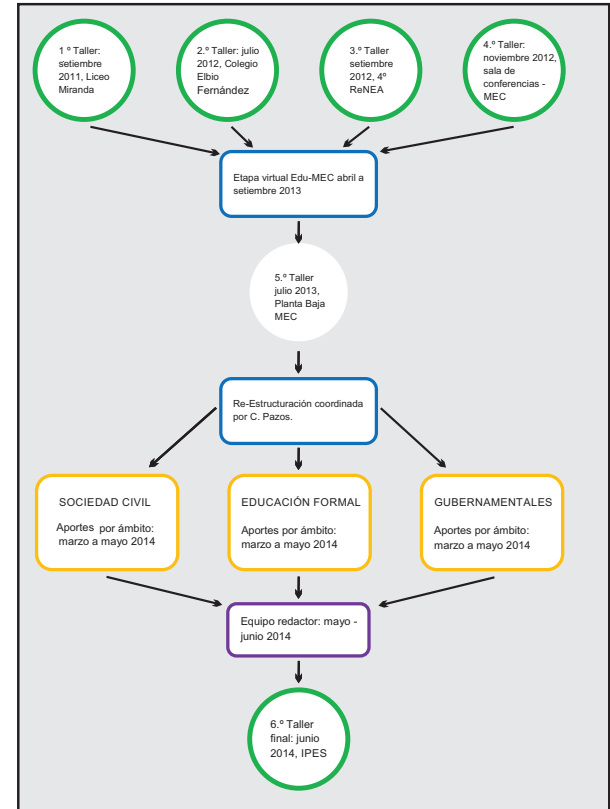 1 º Taller:
setiembre
2011, Liceo
Miranda
2.º Taller: julio
2012, Colegio
Elbio
Fernández
3.º Taller
setiembre
2012, 4º
ReNEA
4.º Taller:
noviembre 2012,
sala de
conferencias -
MEC
Etapa virtual Edu-MEC abril a
setiembre 2013
5.º Taller
julio 2013,
Planta Baja
MEC
Re-Estructuración coordinada
por C. Pazos.
SOCIEDAD CIVIL
Aportes por ámbito:
marzo a mayo 2014
EDUCACIÓN FORMAL
Aportes por ámbito:
marzo a mayo 2014
GUBERNAMENTALES
Aportes por ámbito:
marzo a mayo 2014
Equipo redactor: mayo -
junio 2014
6.º Taller
final: junio
2014, IPES